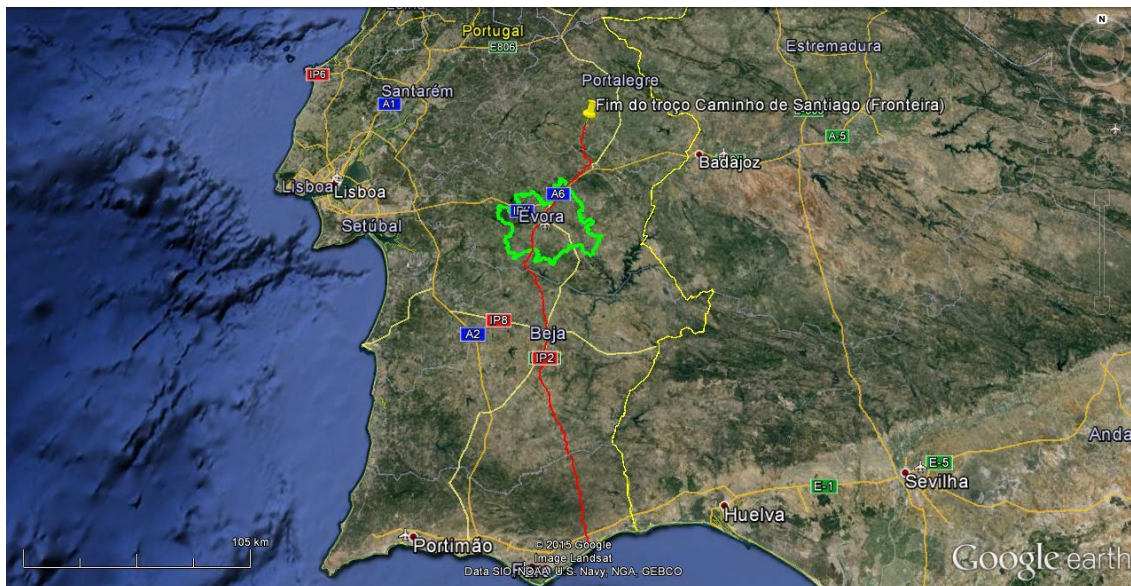 Leiria
Portugal
E806
N
IP6
Portalegre
Estremadura
Santarém
A1
Fim do troço Caminho de Santiago (Fronteira)
A-5
Badajoz
Lisboa
Lisboa
A6
Évora
Setúbal
IP8
A2
Beja
IP2
Anda
E-5
Sevilha
E-1
Huelva
105 km
Portimão
© 2015 Google
Image Landsat
Data SIO, NOAA, U.S. Navy, NGA, GEBCO
Google earth